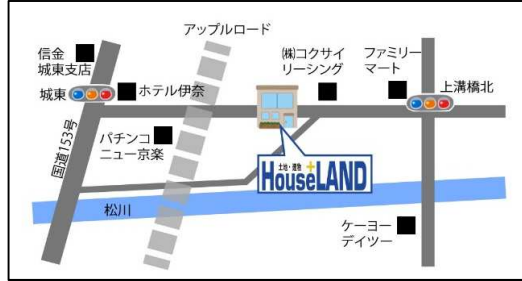 アップルロード
信金
城東支店
城東
ホテル伊奈
(株)コクサイ
リーシング
ファミリー
マート
上溝橋北
国道153号
パチンコ
ニュー京楽
土地・建物
HouseLAND
松川
ケーヨー
デイツー